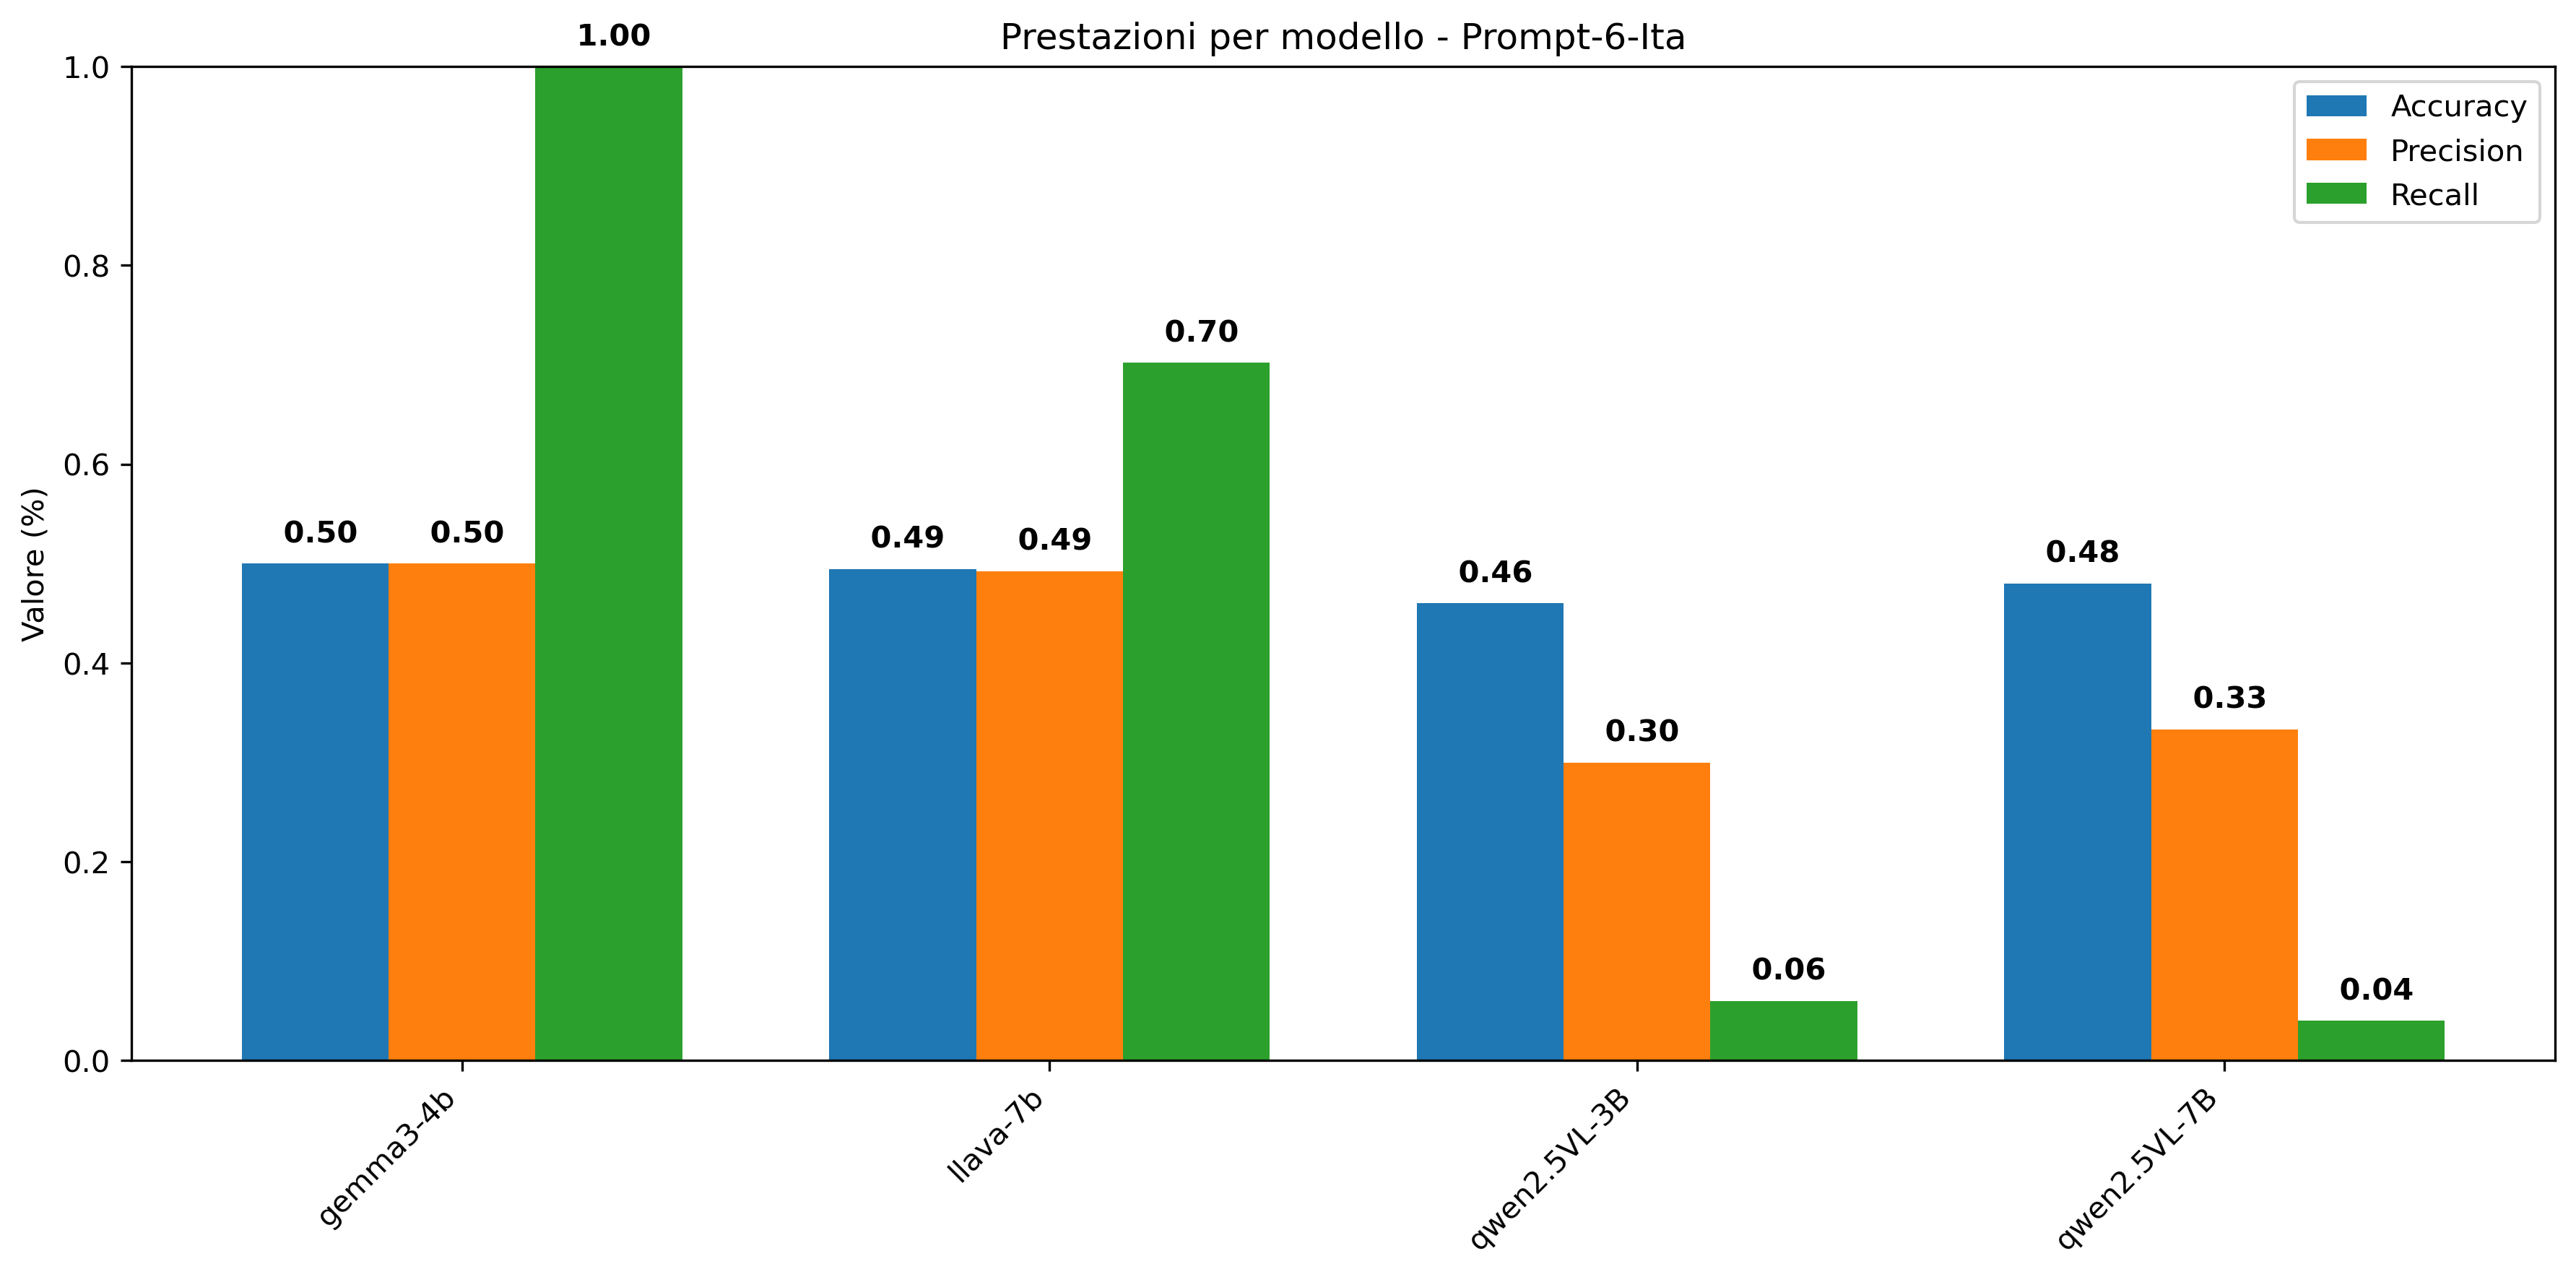 Prestazioni per modello - Prompt-6-Ita
Accuracy
Precision
Recall
Valore (%)
1.0
0.8
0.6
0.4
0.2
0.0
0.50
0.50
1.00
0.49
0.49
0.70
0.46
0.30
0.06
0.48
0.33
0.04
gemma3-4b
llava-7b
qwen2.5VL-3B
qwen2.5VL-7B